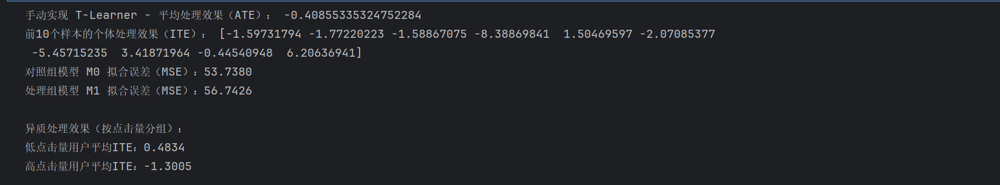 手动实现 T-Learner - 平均处理效果（ATE）： -0.40855335324752284
前10个样本的个体处理效果（ITE）： [-1.59731794 -1.77220223 -1.58867075 -8.38869841  1.50469597 -2.07085377
 -5.45715235  3.41871964 -0.44540948  6.20636941]
对照组模型 M0 拟合误差（MSE）：53.7380
处理组模型 M1 拟合误差（MSE）：56.7426
异质处理效果（按点击量分组）：
低点击量用户平均ITE：0.4834
高点击量用户平均ITE：-1.3005